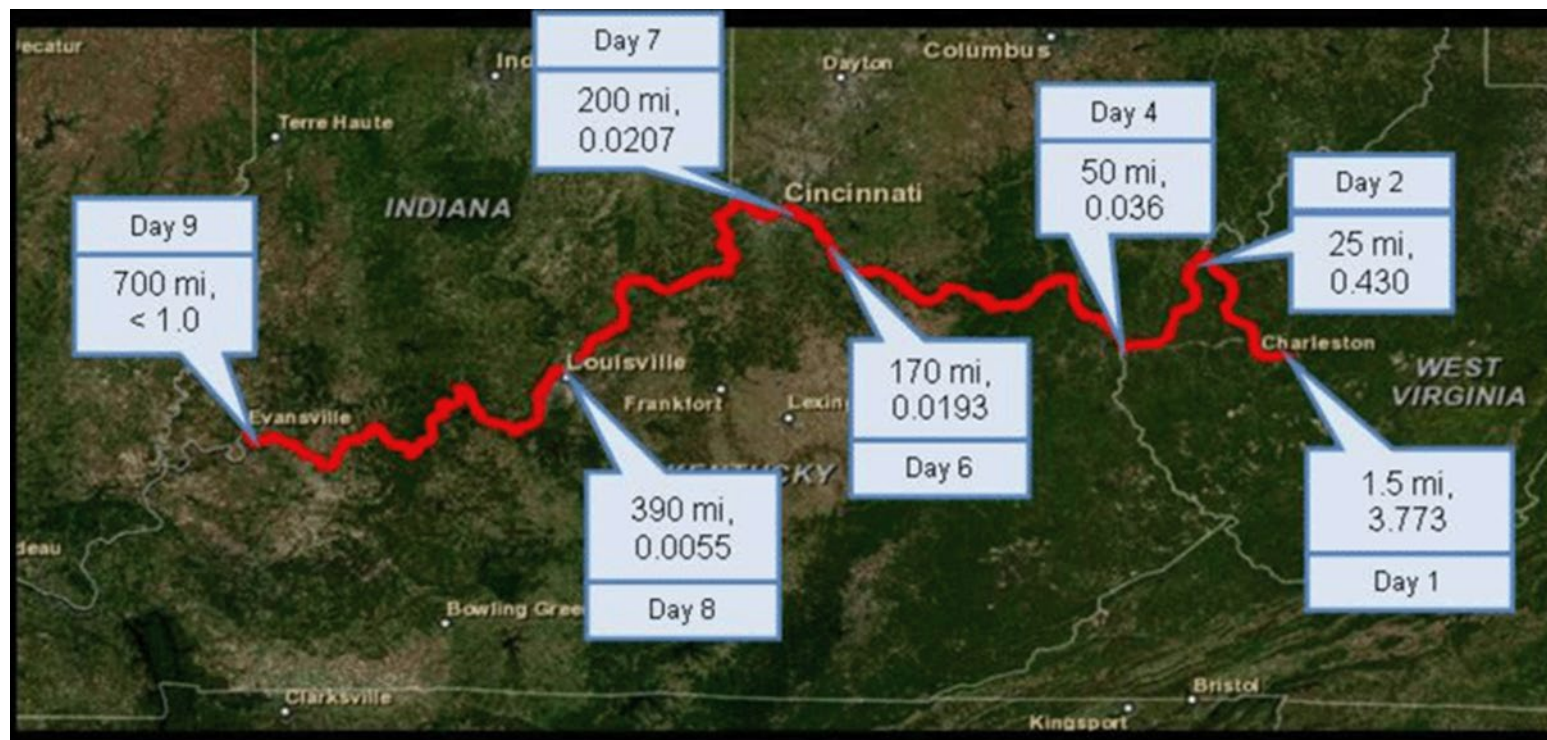 ecatur
Ind
Day 7
200 mi,
0.0207
Dayton
Columbus
Terre Haute
Day 4
50 mi,
0.036
Day 2
25 mi,
0.430
INDIANA
Cincinnati
Day 9
700 mi,
< 1.0
Charleston
WEST
VIRGINIA
Louisville
Frankfort
Lexin
170 mi,
0.0193
Day 6
Evansville
KENTUCKY
1.5 mi,
3.773
Day 1
390 mi,
0.0055
Day 8
deau
Bowling Gree
Clarksville
Bristol
Kingsport